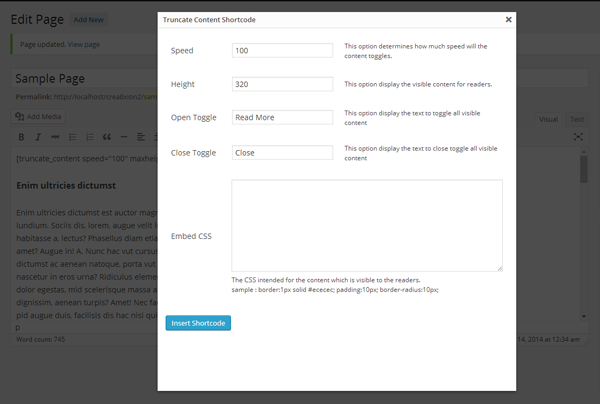 Edit Page Add New
Page updated. View page
Sample Page
Permalink: http://localhost/creabeon2/sam
Add Media
Visual Text
[truncate_content speed="100" maxhei
Enim ultricies dictumst
Enim ultricies dictumst est auctor magn
lundium. Sociis dis, lorem, augue velit l
habitasse a, lectus? Phasellus diam etia
amet? Augue in! A. Nunc hac vut cursus
dictumst ac aenean natoque, porta vut
nascetur in eros urna? Ridiculus eleme
dolor egestas, mid scelerisque massa a
dignissim, aenean turpis? Amet! Nec fa
pid augue duis, facilisis dis hac nisi qui
p
Word count: 745
14, 2014 at 12:34 am
Truncate Content Shortcode
Speed 100 This option determines how much speed will the
content toggles.
Height 320 This option display the visible content for readers.
Open Toggle Read More This option display the text to toggle all visible
content
Close Toggle Close This option display the text to close toggle all visible
content
Embed CSS
The CSS intended for the content which is visible to the readers.
sample : border:1px solid #ececec; padding:10px; border-radius:10px;
Insert Shortcode